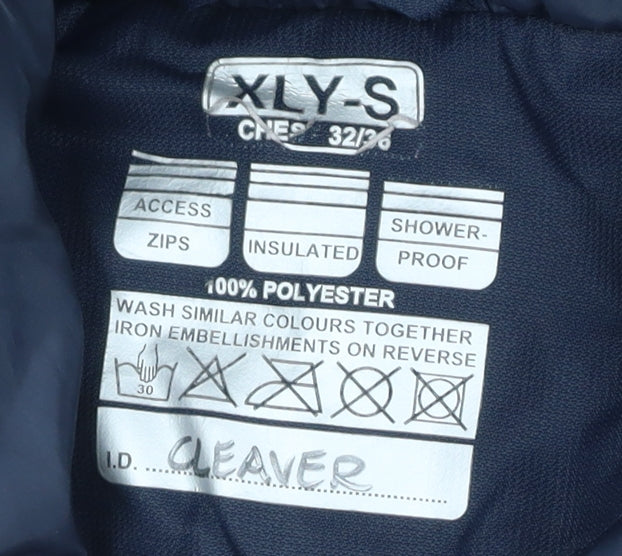 XLY-S
CHEST 32/36
ACCESS
ZIPS
INSULATED
SHOWER-
PROOF
100% POLYESTER
WASH SIMILAR COLOURS TOGETHER
IRON EMBELLISHMENTS ON REVERSE
30
I.D. CLEAVER